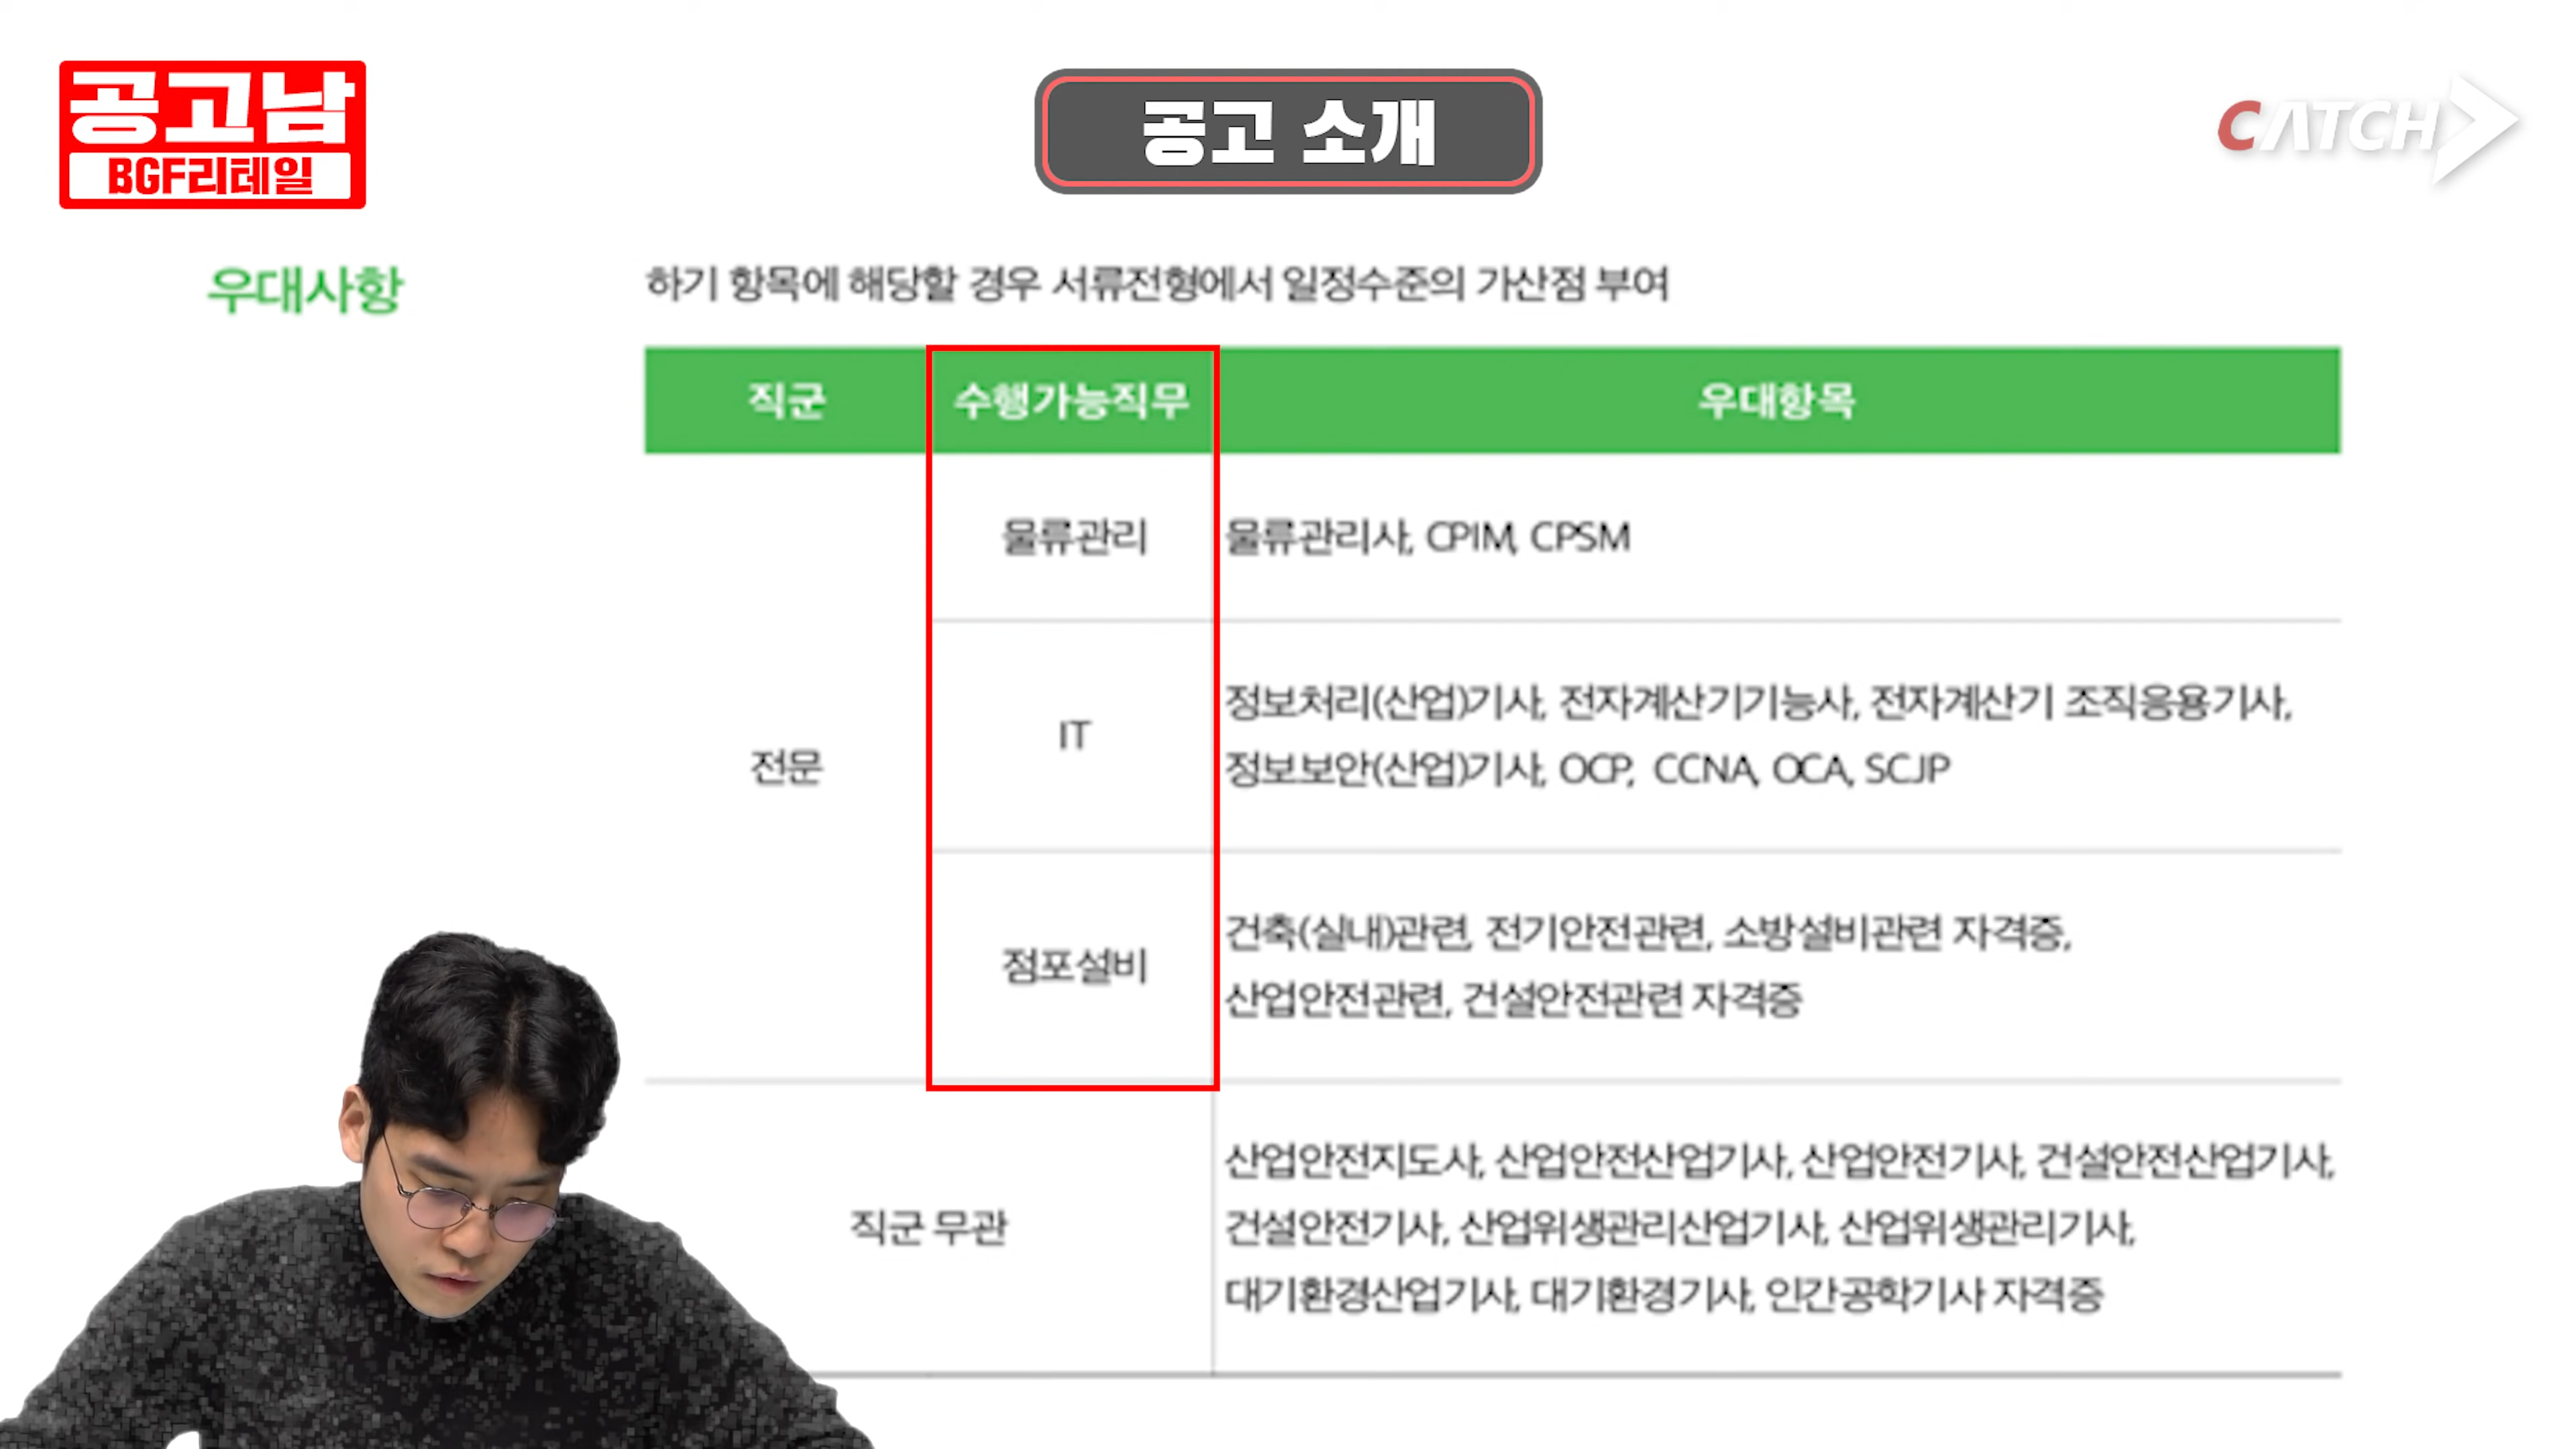 공고남
BGF리테일
공고 소개
CATCH
우대사항
하기 항목에 해당할 경우 서류전형에서 일정수준의 가산점 부여
직군
수행가능직무
우대항목
전문
물류관리
물류관리사, CPIM, CPSM
IT
정보처리(산업)기사, 전자계산기기능사, 전자계산기 조직응용기사,
정보보안(산업)기사, OCP, CCNA, OCA, SCJP
점포설비
건축(실내)관련, 전기안전관련, 소방설비관련 자격증,
산업안전관련, 건설안전관련 자격증
직군 무관
산업안전지도사, 산업안전산업기사, 산업안전기사, 건설안전산업기사,
건설안전기사, 산업위생관리산업기사, 산업위생관리기사,
대기환경산업기사, 대기환경기사, 인간공학기사 자격증